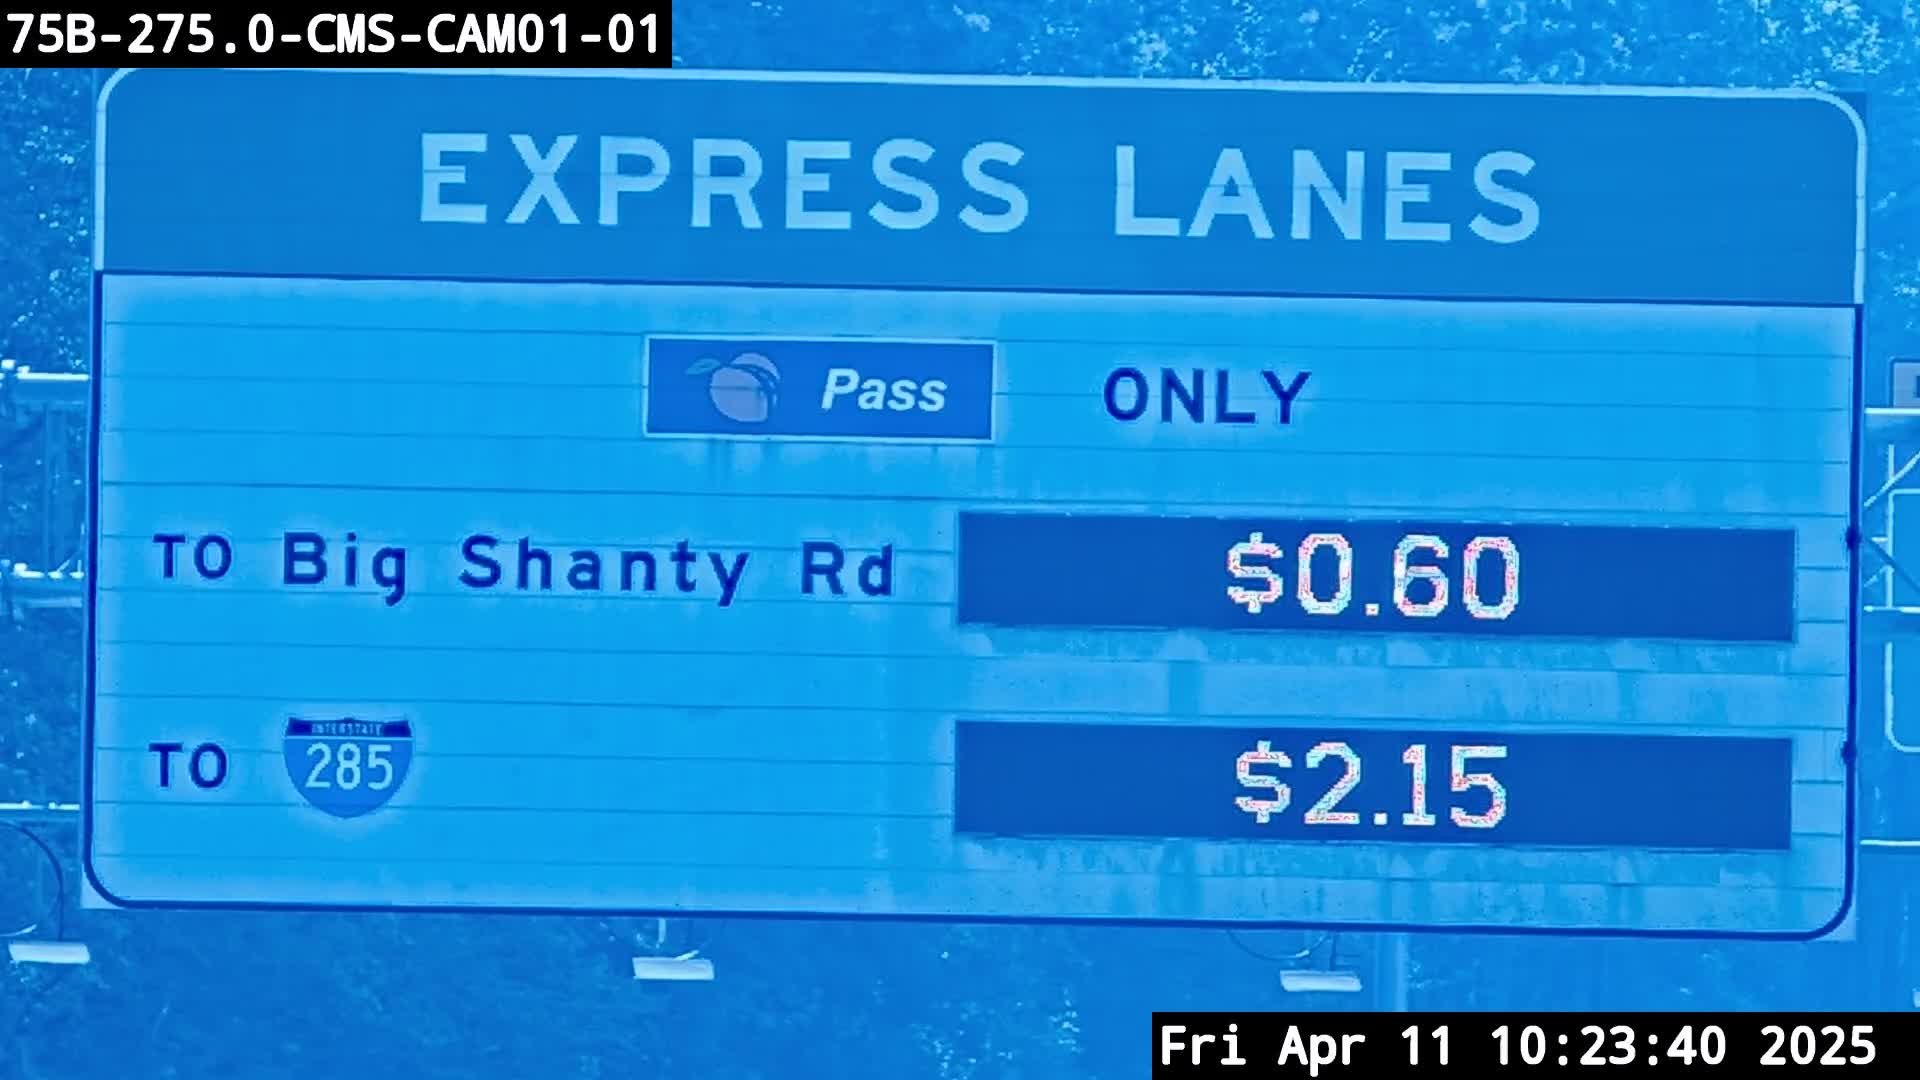 75B-275.0-CMS-CAM01-01
EXPRESS LANES
Pass ONLY
TO Big Shanty Rd $0.60
TO INTERSTATE 285 $2.15
Fri Apr 11 10:23:40 2025